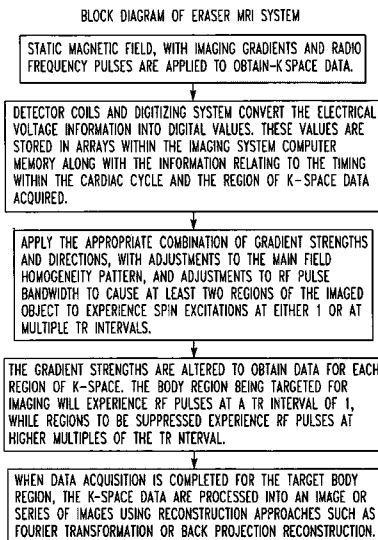 BLOCK DIAGRAM OF ERASER MRI SYSTEM
STATIC MAGNETIC FIELD, WITH IMAGING GRADIENTS AND RADIO
FREQUENCY PULSES ARE APPLIED TO OBTAIN-K SPACE DATA.
DETECTOR COILS AND DIGITIZING SYSTEM CONVERT THE ELECTRICAL
VOLTAGE INFORMATION INTO DIGITAL VALUES. THESE VALUES ARE
STORED IN ARRAYS WITHIN THE IMAGING SYSTEM COMPUTER
MEMORY ALONG WITH THE INFORMATION RELATING TO THE TIMING
WITHIN THE CARDIAC CYCLE AND THE REGION OF K-SPACE DATA
ACQUIRED.
APPLY THE APPROPRIATE COMBINATION OF GRADIENT STRENGTHS
AND DIRECTIONS, WITH ADJUSTMENTS TO THE MAIN FIELD
HOMOGENEITY PATTERN, AND ADJUSTMENTS TO RF PULSE
BANDWIDTH TO CAUSE AT LEAST TWO REGIONS OF THE IMAGED
OBJECT TO EXPERIENCE SPIN EXCITATIONS AT EITHER 1 OR AT
MULTIPLE TR INTERVALS.
THE GRADIENT STRENGTHS ARE ALTERED TO OBTAIN DATA FOR EACH
REGION OF K-SPACE. THE BODY REGION BEING TARGETED FOR
IMAGING WILL EXPERIENCE RF PULSES AT A TR INTERVAL OF 1,
WHILE REGIONS TO BE SUPPRESSED EXPERIENCE RF PULSES AT
HIGHER MULTIPLES OF THE TR NTERVAL.
WHEN DATA ACQUISITION IS COMPLETED FOR THE TARGET BODY
REGION, THE K-SPACE DATA ARE PROCESSED INTO AN IMAGE OR
SERIES OF IMAGES USING RECONSTRUCTION APPROACHES SUCH AS
FOURIER TRANSFORMATION OR BACK PROJECTION RECONSTRUCTION.